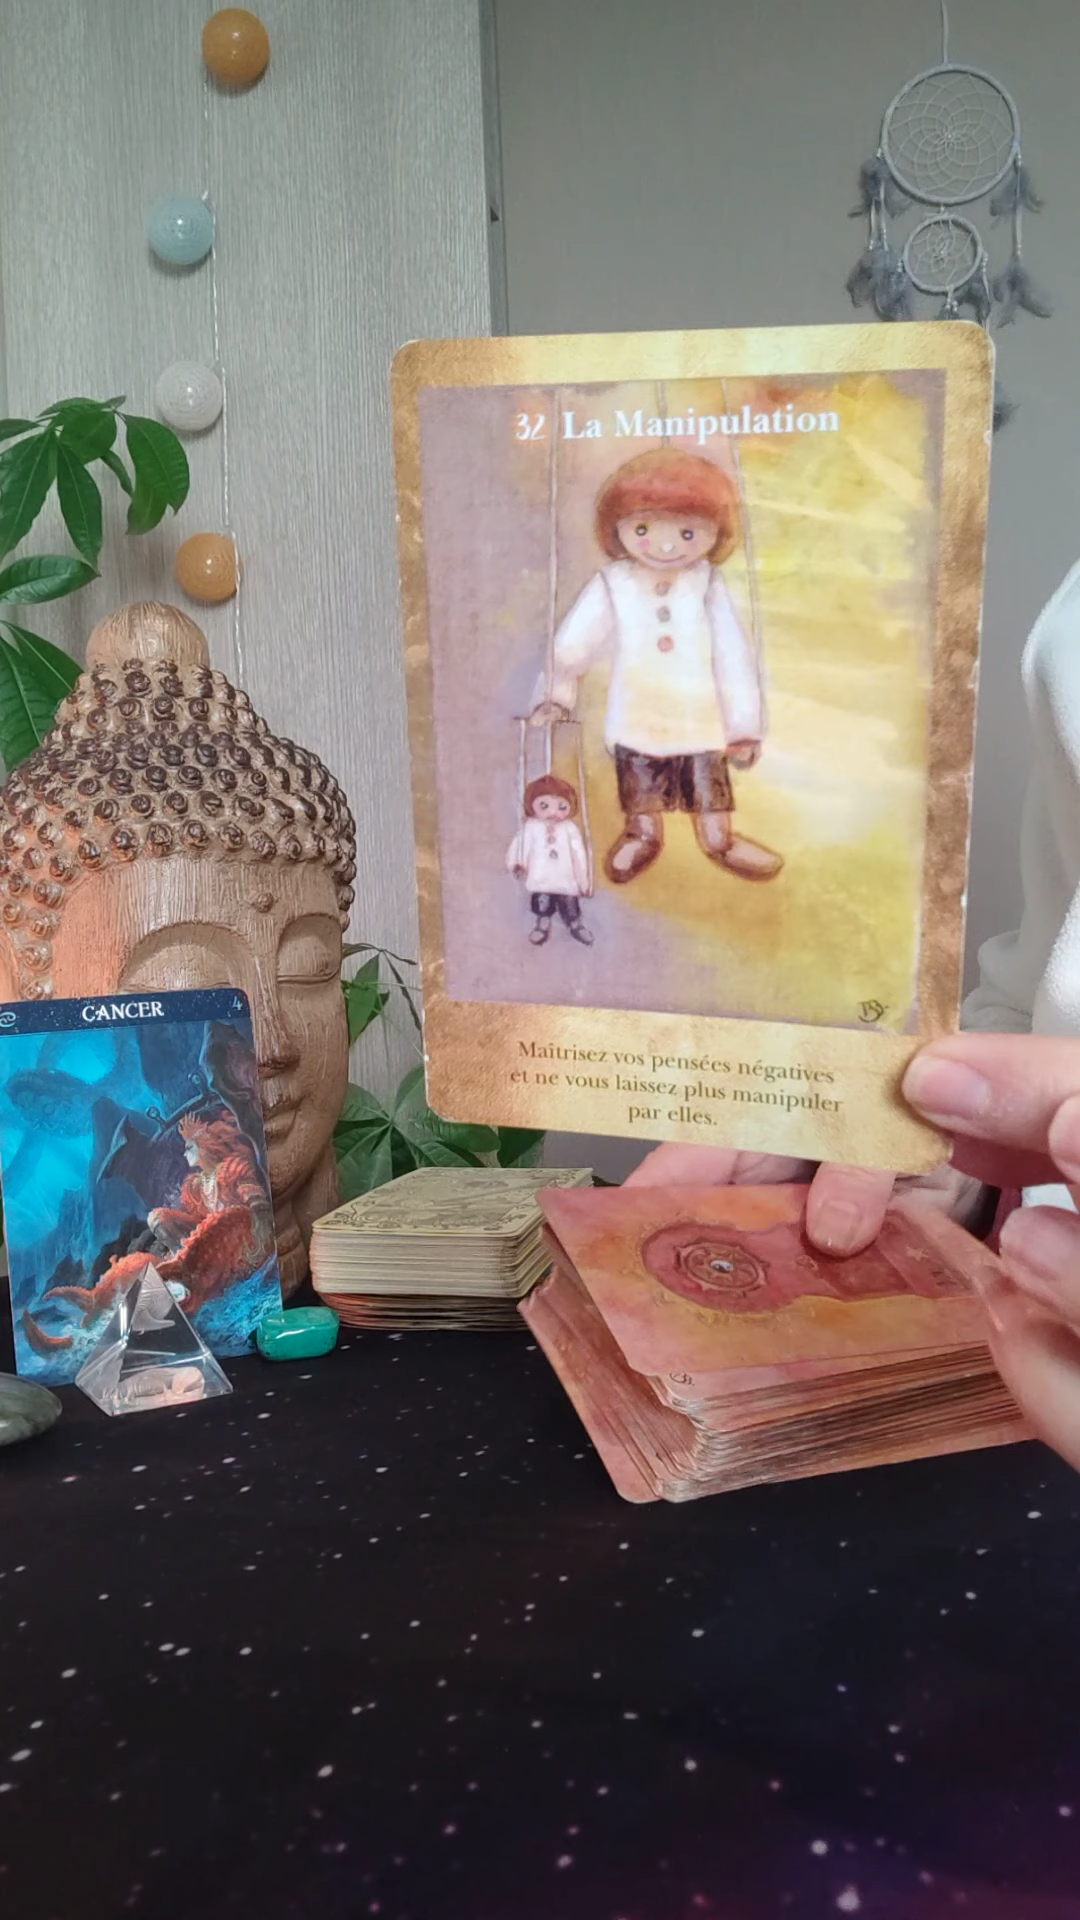 32 La Manipulation
Maîtrisez vos pensées négatives
et ne vous laissez plus manipuler
par elles.
CANCER 4